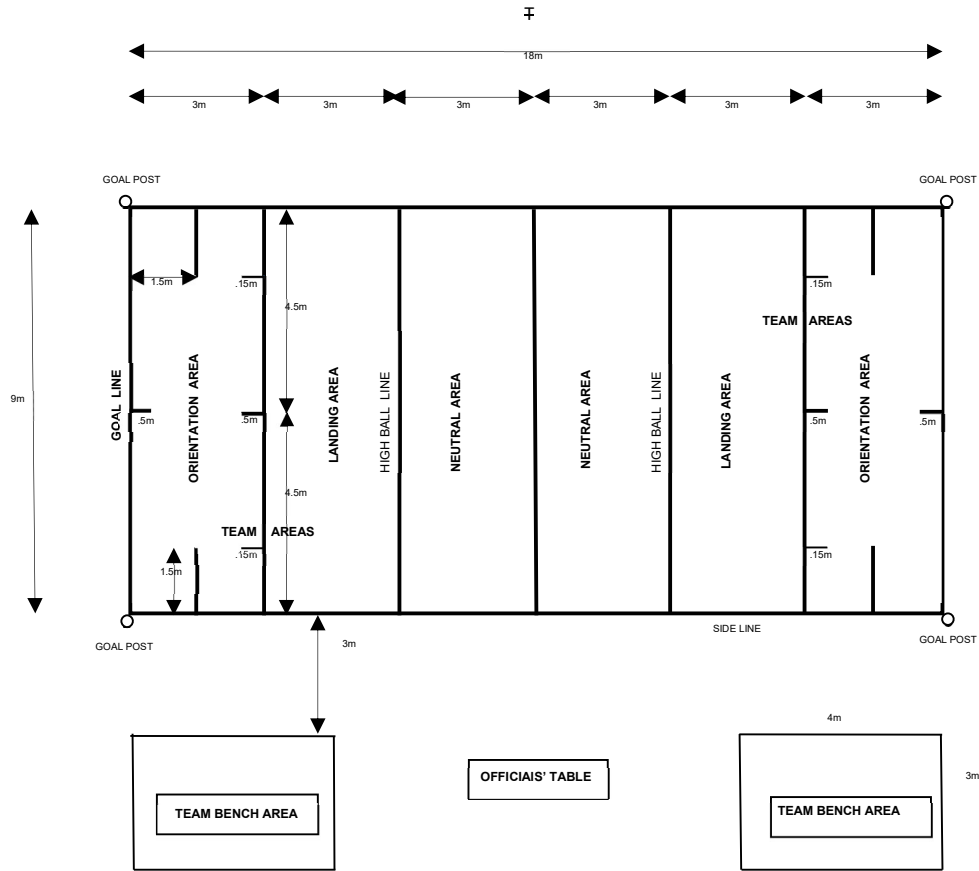 18m
3m 3m 3m 3m 3m 3m
GOAL POST GOAL POST
1.5m .15m .15m
4.5m
TEAM AREAS
9m
GOAL LINE
ORIENTATION AREA
LANDING AREA
HIGH BALL LINE
NEUTRAL AREA
NEUTRAL AREA
HIGH BALL LINE
LANDING AREA
ORIENTATION AREA
.5m .5m .5m .5m
4.5m
TEAM AREAS
.15m .15m
1.5m
GOAL POST 3m SIDE LINE GOAL POST
4m
OFFICIAIS' TABLE 3m
TEAM BENCH AREA TEAM BENCH AREA